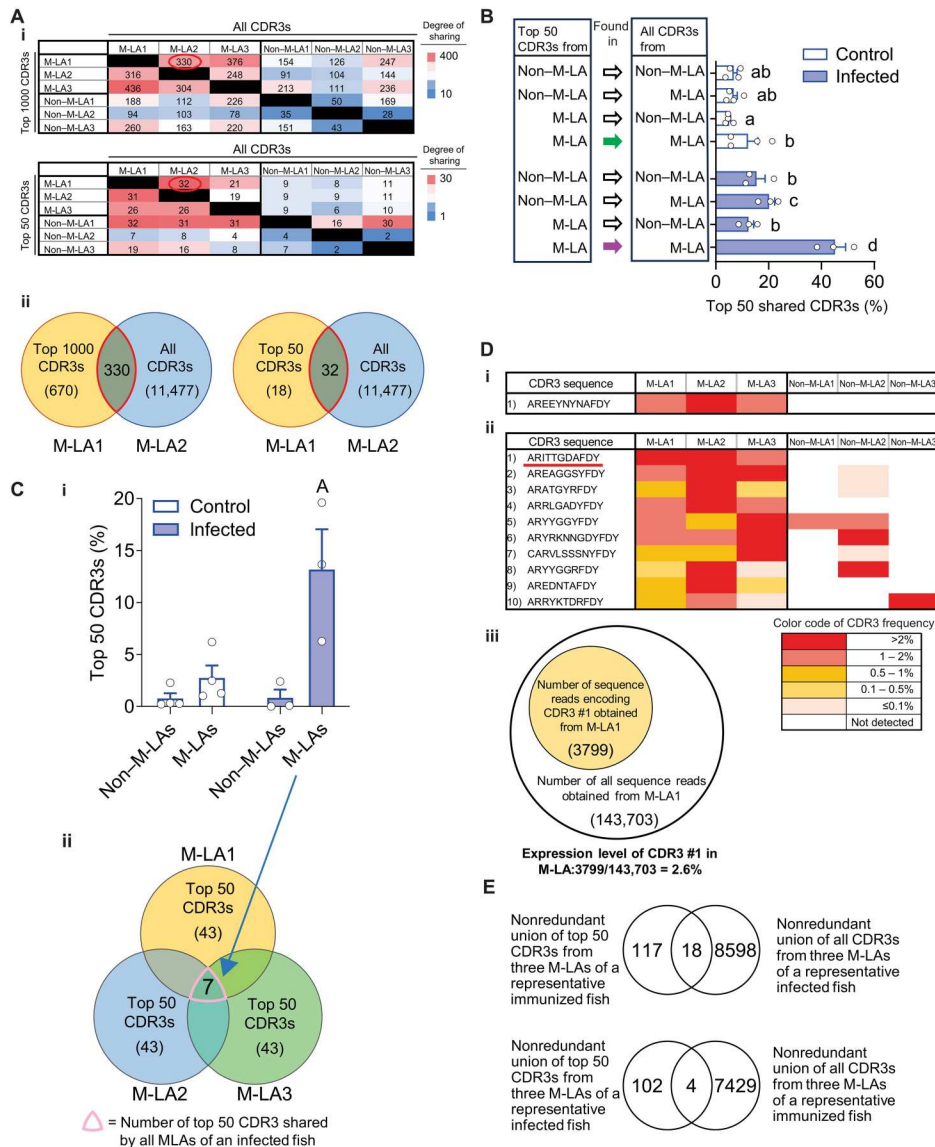 A
i
All CDR3s
Degree of sharing
M-LA1 M-LA2 M-LA3 Non–M-LA1 Non–M-LA2 Non–M-LA3
400
10
Top 1000 CDR3s
M-LA1 330 376 154 126 247
M-LA2 316 248 91 104 144
M-LA3 436 304 213 111 236
Non–M-LA1 188 112 226 50 169
Non–M-LA2 94 103 78 35 28
Non–M-LA3 260 163 220 151 43
All CDR3s
Degree of sharing
M-LA1 M-LA2 M-LA3 Non–M-LA1 Non–M-LA2 Non–M-LA3
30
1
Top 50 CDR3s
M-LA1 32 21 9 8 11
M-LA2 31 19 9 9 11
M-LA3 26 26 9 6 10
Non–M-LA1 32 31 31 16 30
Non–M-LA2 7 8 4 4 2
Non–M-LA3 19 16 8 7 2
ii
Top 1000 CDR3s
(670)
330
All CDR3s
(11,477)
M-LA1 M-LA2
Top 50 CDR3s
(18)
32
All CDR3s
(11,477)
M-LA1 M-LA2
B
Top 50 CDR3s from
Found in
All CDR3s from
Control
Infected
Non–M-LA Non–M-LA ab
Non–M-LA M-LA ab
M-LA Non–M-LA a
M-LA M-LA b
Non–M-LA Non–M-LA b
Non–M-LA M-LA c
M-LA Non–M-LA b
M-LA M-LA d
0 20 40 60
Top 50 shared CDR3s (%)
C
i
Control
Infected
A
Top 50 CDR3s (%)
20
15
10
5
0
Non–M-LAs M-LAs Non–M-LAs M-LAs
ii
M-LA1
Top 50 CDR3s
(43)
7
Top 50 CDR3s
(43)
Top 50 CDR3s
(43)
M-LA2 M-LA3
= Number of top 50 CDR3 shared
by all MLAs of an infected fish
D
i
CDR3 sequence M-LA1 M-LA2 M-LA3 Non–M-LA1 Non–M-LA2 Non–M-LA3
1) AREEYNYNAFDY
ii
CDR3 sequence M-LA1 M-LA2 M-LA3 Non–M-LA1 Non–M-LA2 Non–M-LA3
1) ARITTGDAFDY
2) AREAGGSYFDY
3) ARATGYRFDY
4) ARRLGADYFDY
5) ARYYGGYFDY
6) ARYRKNNGDYFDY
7) CARVLSSSNYFDY
8) ARYYGGRFDY
9) AREDNTAFDY
10) ARRYKTDRFDY
iii
Number of sequence
reads encoding
CDR3 #1 obtained
from M-LA1
(3799)
Number of all sequence reads
obtained from M-LA1
(143,703)
Expression level of CDR3 #1 in
M-LA:3799/143,703 = 2.6%
Color code of CDR3 frequency
>2%
1 – 2%
0.5 – 1%
0.1 – 0.5%
≤0.1%
Not detected
E
Nonredundant
union of top 50
CDR3s from
three M-LAs of a
representative
immunized fish
117 18 8598
Nonredundant
union of all CDR3s
from three M-LAs
of a representative
infected fish
Nonredundant
union of top 50
CDR3s from
three M-LAs of a
representative
infected fish
102 4 7429
Nonredundant
union of all CDR3s
from three M-LAs
of a representative
immunized fish